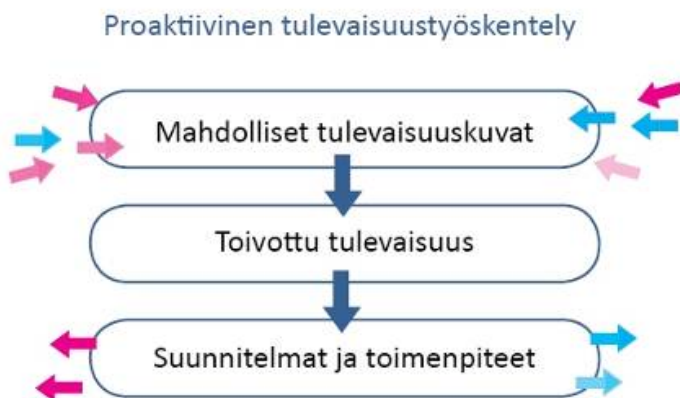 Proaktiivinen tulevaisuustyöskentely
Mahdolliset tulevaisuuskuvat
Toivottu tulevaisuus
Suunnitelmat ja toimenpiteet